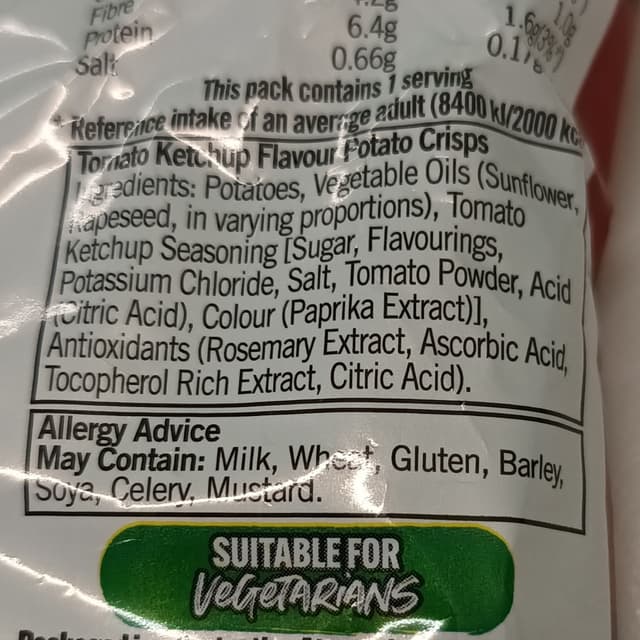 Fibre
Protein 6.4g 1.6g
Salt 0.66g
This pack contains 1 serving
* Reference intake of an average adult (8400 kJ/2000
Tomato Ketchup Flavour Potato Crisps
Ingredients: Potatoes, Vegetable Oils (Sunflower,
Rapeseed, in varying proportions), Tomato
Ketchup Seasoning [Sugar, Flavourings,
Potassium Chloride, Salt, Tomato Powder, Acid
(Citric Acid), Colour (Paprika Extract)],
Antioxidants (Rosemary Extract, Ascorbic Acid,
Tocopherol Rich Extract, Citric Acid).
Allergy Advice
May Contain: Milk, Wheat, Gluten, Barley,
Soya, Celery, Mustard.
SUITABLE FOR
VEGETARIANS